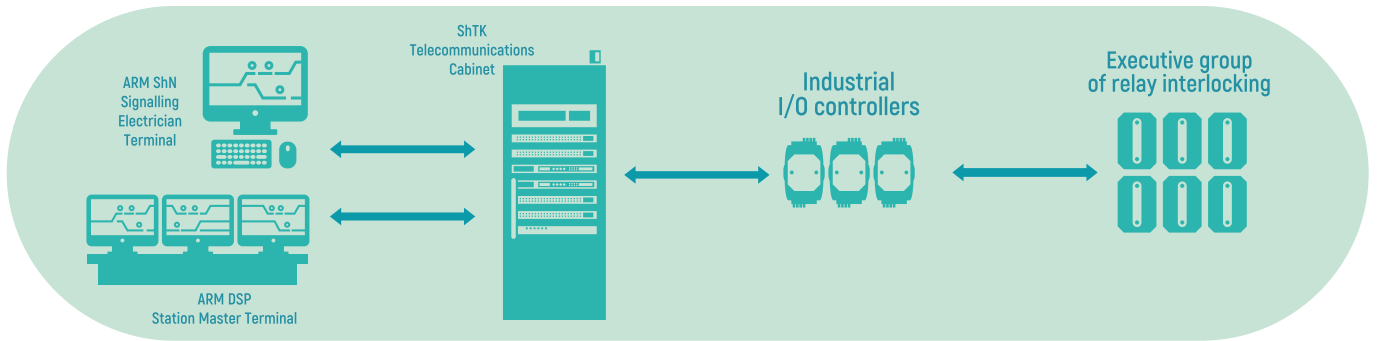 ARM ShN
Signalling
Electrician
Terminal
ARM DSP
Station Master Terminal
ShTK
Telecommunications
Cabinet
Industrial
I/O controllers
Executive group
of relay interlocking